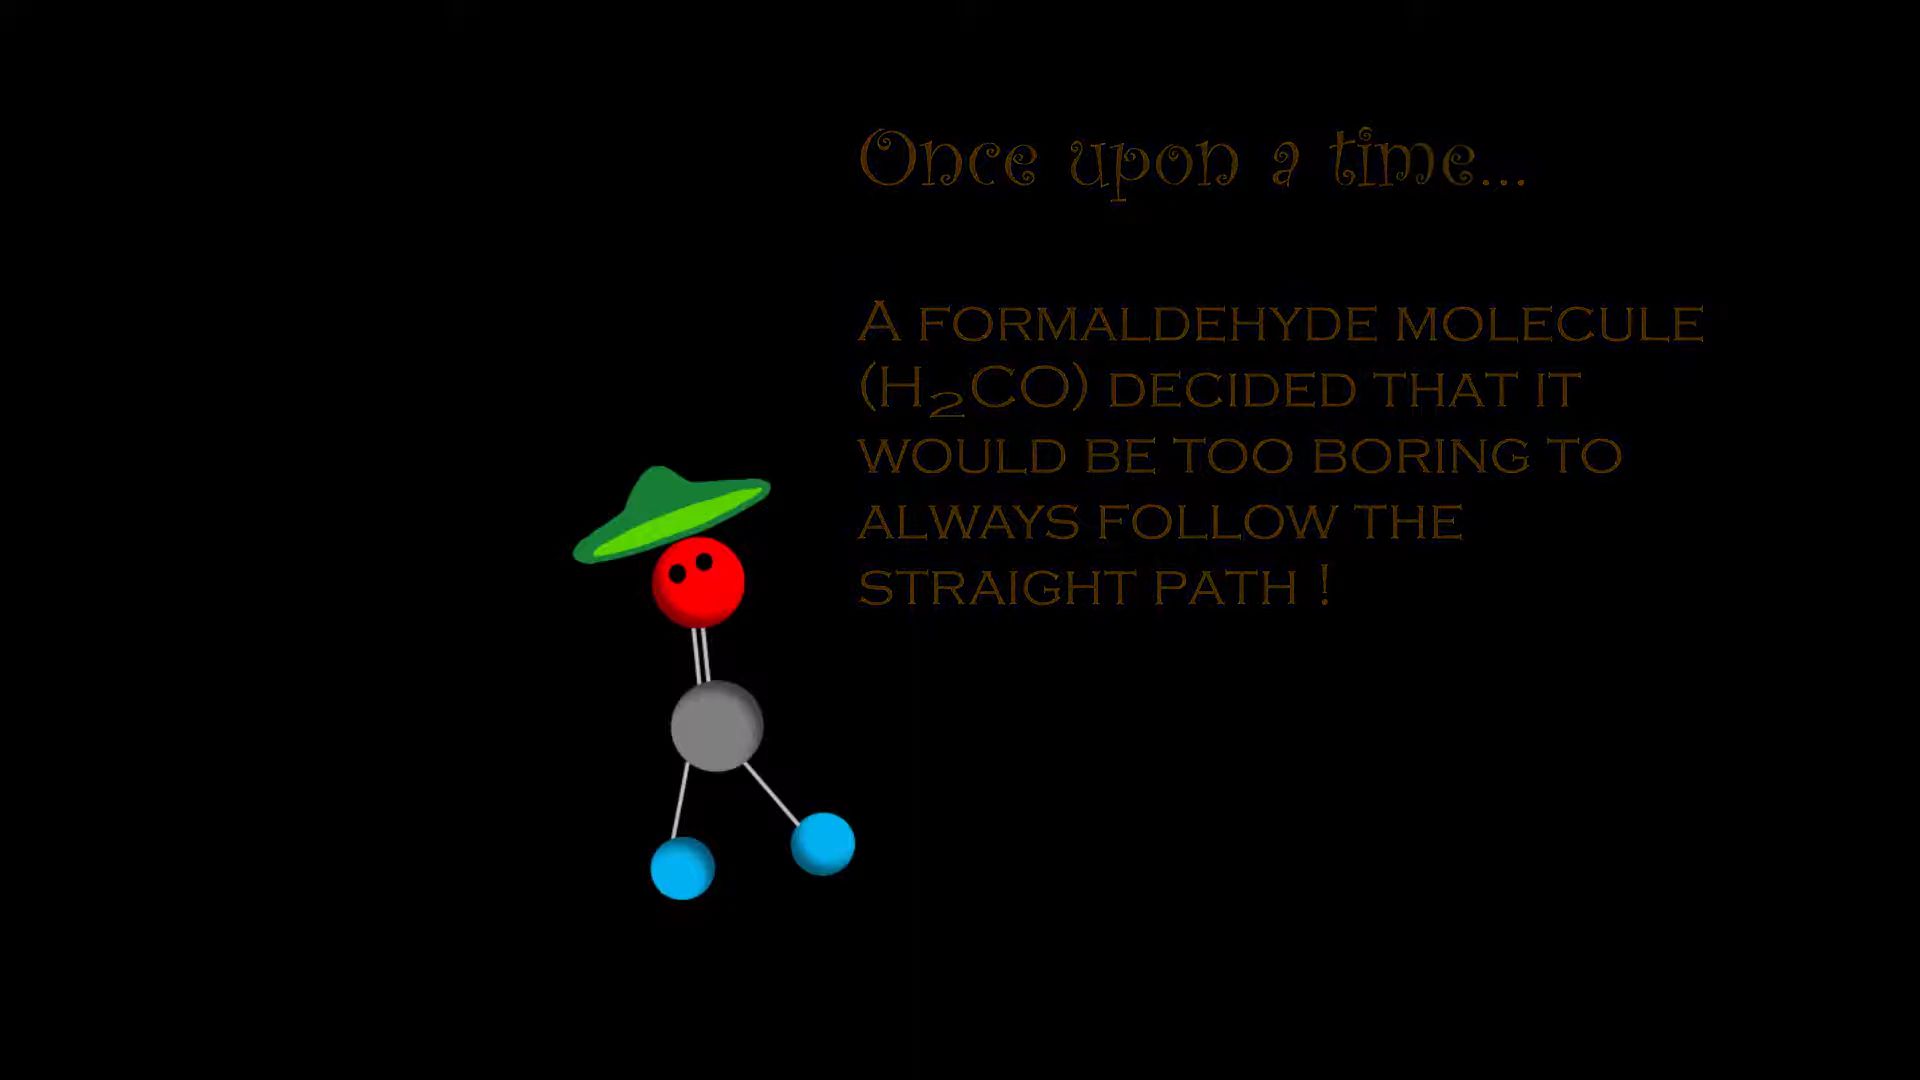 Once upon a time...
A FORMALDEHYDE MOLECULE
(H₂CO) DECIDED THAT IT
WOULD BE TOO BORING TO
ALWAYS FOLLOW THE
STRAIGHT PATH !